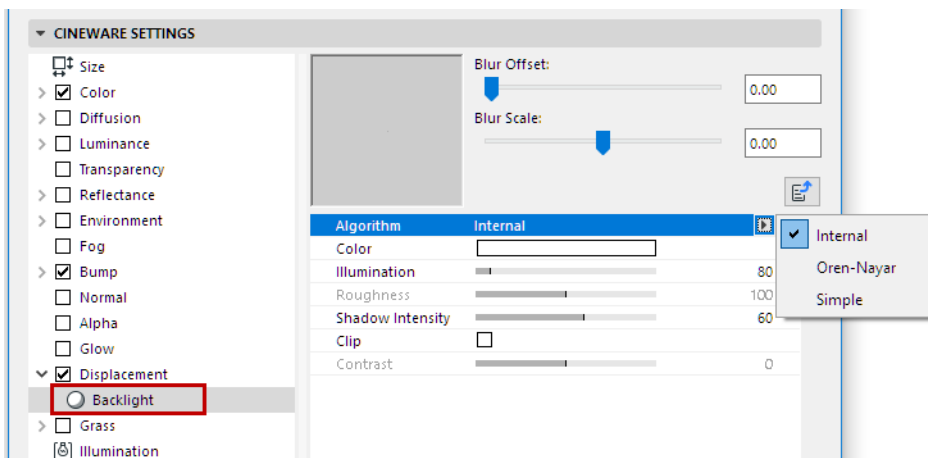 CINEWARE SETTINGS
Size
Color
Diffusion
Luminance
Transparency
Reflectance
Environment
Fog
Bump
Normal
Alpha
Glow
Displacement
Backlight
Grass
Illumination
Blur Offset:
0.00
Blur Scale:
0.00
Algorithm Internal
Color
Illumination 80
Roughness 100
Shadow Intensity 60
Clip
Contrast 0
Internal
Oren-Nayar
Simple